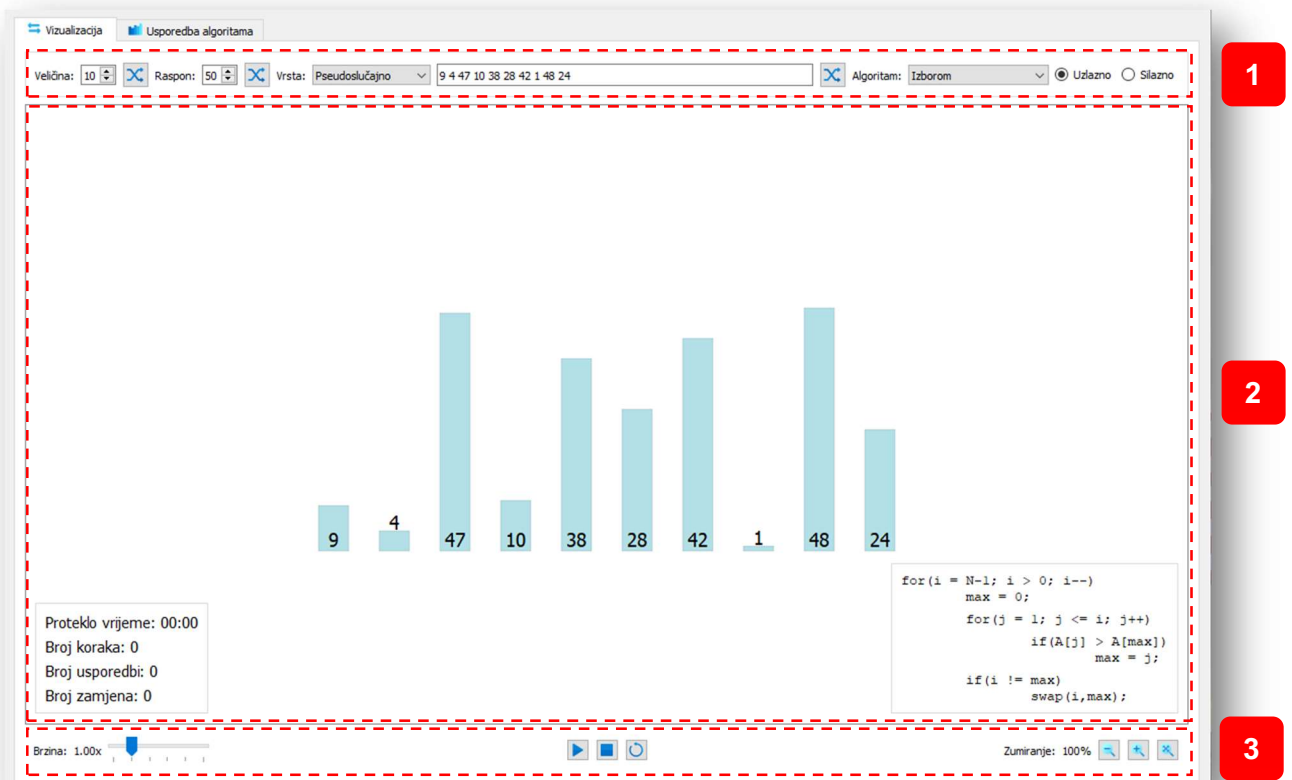 Vizualizacija Usporedba algoritama
Veličina: 10 Raspon: 50 Vrsta: Pseudoslučajno 9 4 47 10 38 28 42 1 48 24 Algoritam: Izborom Uzlazno Silazno
1
2
9 4 47 10 38 28 42 1 48 24
Proteklo vrijeme: 00:00
Broj koraka: 0
Broj usporedbi: 0
Broj zamjena: 0
for(i = N-1; i > 0; i--)
max = 0;
for(j = 1; j <= i; j++)
if(A[j] > A[max])
max = j;
if(i != max)
swap(i,max);
Brzina: 1.00x Zumiranje: 100%
3